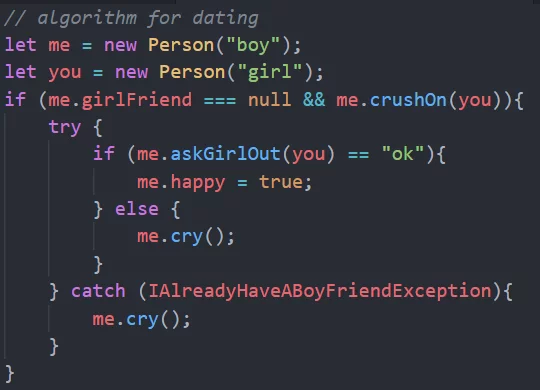 // algorithm for dating
let me = new Person("boy");
let you = new Person("girl");
if (me.girlFriend === null && me.crushOn(you)){
    try {
        if (me.askGirlOut(you) == "ok"){
            me.happy = true;
        } else {
            me.cry();
        }
    } catch (IAlreadyHaveABoyFriendException){
        me.cry();
    }
}